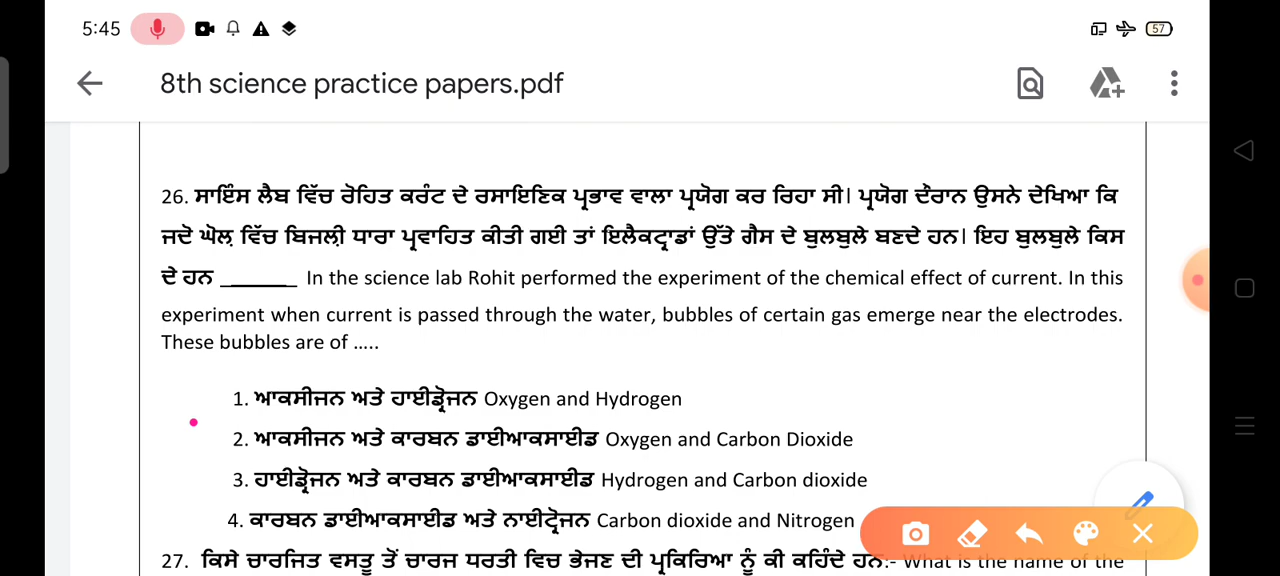 5:45
57
8th science practice papers.pdf
26. ਸਾਇੰਸ ਲੈਬ ਵਿੱਚ ਰੋਹਿਤ ਕਰੰਟ ਦੇ ਰਸਾਇਣਿਕ ਪ੍ਰਭਾਵ ਵਾਲਾ ਪ੍ਰਯੋਗ ਕਰ ਰਿਹਾ ਸੀ। ਪ੍ਰਯੋਗ ਦੌਰਾਨ ਉਸਨੇ ਦੇਖਿਆ ਕਿ
ਜਦੋ ਘੋਲ਼ ਵਿੱਚ ਬਿਜਲੀ ਧਾਰਾ ਪ੍ਰਵਾਹਿਤ ਕੀਤੀ ਗਈ ਤਾਂ ਇਲੈਕਟ੍ਰਾਡਾਂ ਉੱਤੇ ਗੈਸ ਦੇ ਬੁਲਬੁਲੇ ਬਣਦੇ ਹਨ। ਇਹ ਬੁਲਬੁਲੇ ਕਿਸ
ਦੇ ਹਨ ______ In the science lab Rohit performed the experiment of the chemical effect of current. In this
experiment when current is passed through the water, bubbles of certain gas emerge near the electrodes.
These bubbles are of .....
1. ਆਕਸੀਜਨ ਅਤੇ ਹਾਈਡ੍ਰੋਜਨ Oxygen and Hydrogen
2. ਆਕਸੀਜਨ ਅਤੇ ਕਾਰਬਨ ਡਾਈਆਕਸਾਈਡ Oxygen and Carbon Dioxide
3. ਹਾਈਡ੍ਰੋਜਨ ਅਤੇ ਕਾਰਬਨ ਡਾਈਆਕਸਾਈਡ Hydrogen and Carbon dioxide
4. ਕਾਰਬਨ ਡਾਈਆਕਸਾਈਡ ਅਤੇ ਨਾਈਟ੍ਰੋਜਨ Carbon dioxide and Nitrogen
27. ਕਿਸੇ ਚਾਰਜਿਤ ਵਸਤੂ ਤੋਂ ਚਾਰਜ ਧਰਤੀ ਵਿਚ ਭੇਜਣ ਦੀ ਪ੍ਰਕਿਰਿਆ ਨੂੰ ਕੀ ਕਹਿੰਦੇ ਹਨ:- What is the name of the